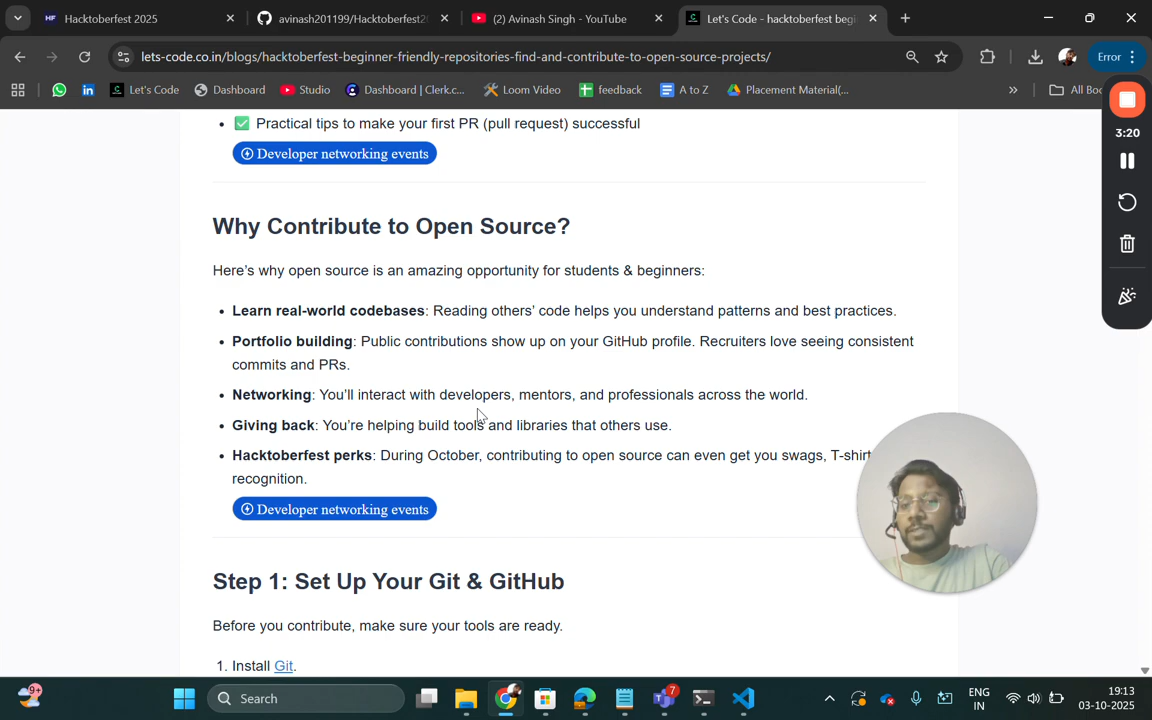 HF Hacktoberfest 2025
avinash201199/Hacktoberfest2
(2) Avinash Singh - YouTube
Let's Code - hacktoberfest begi
lets-code.co.in/blogs/hacktoberfest-beginner-friendly-repositories-find-and-contribute-to-open-source-projects/
Error
Let's Code
Dashboard
Studio
Dashboard | Clerk.c...
Loom Video
feedback
A to Z
Placement Material(...
»
All Boo
3:20
• ✅ Practical tips to make your first PR (pull request) successful
Developer networking events
Why Contribute to Open Source?
Here's why open source is an amazing opportunity for students & beginners:
• Learn real-world codebases: Reading others' code helps you understand patterns and best practices.
• Portfolio building: Public contributions show up on your GitHub profile. Recruiters love seeing consistent
commits and PRs.
• Networking: You'll interact with developers, mentors, and professionals across the world.
• Giving back: You're helping build tools and libraries that others use.
• Hacktoberfest perks: During October, contributing to open source can even get you swags, T-shirt
recognition.
Developer networking events
Step 1: Set Up Your Git & GitHub
Before you contribute, make sure your tools are ready.
1. Install Git.
9+
Search
7
ENG
IN
19:13
03-10-2025